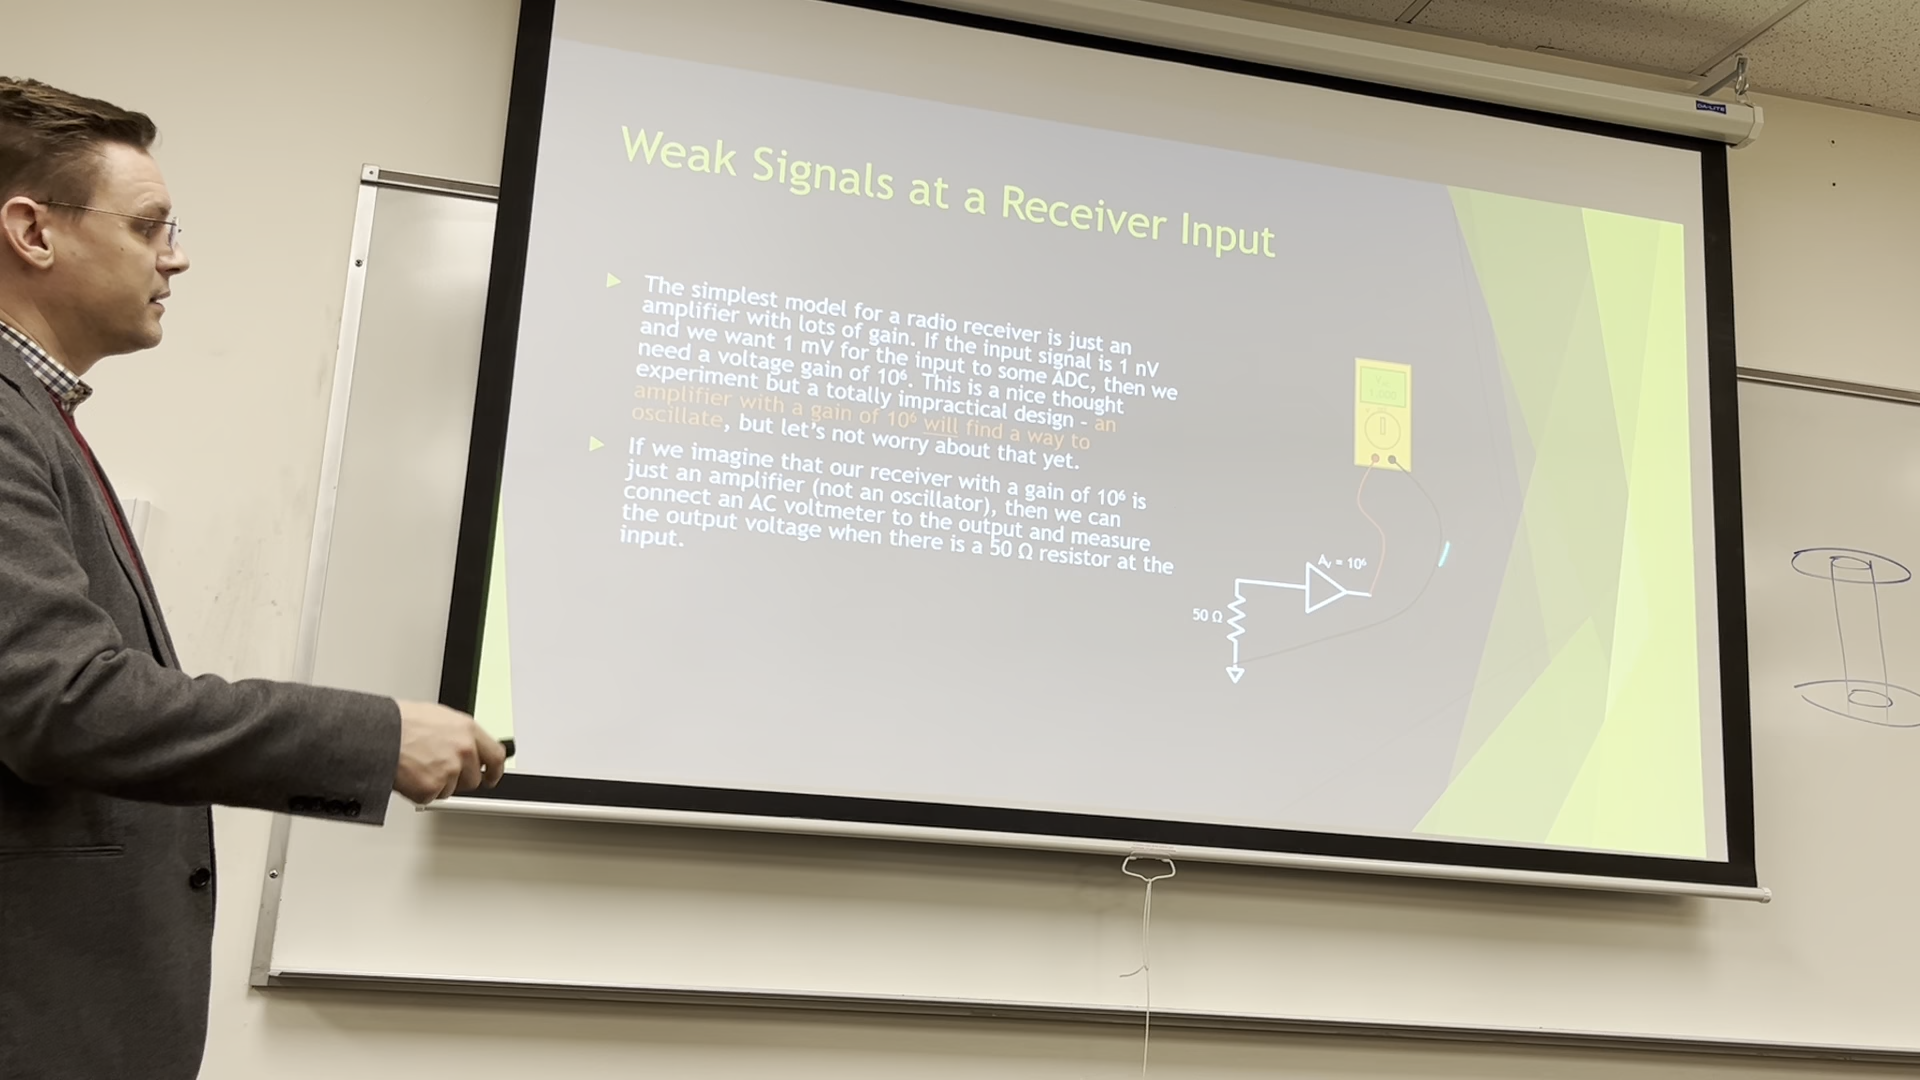 DA-LITE
Weak Signals at a Receiver Input
The simplest model for a radio receiver is just an
amplifier with lots of gain. If the input signal is 1 nV
and we want 1 mV for the input to some ADC, then we
need a voltage gain of 10⁶. This is a nice thought
experiment but a totally impractical design - an
amplifier with a gain of 10⁶ will find a way to
oscillate, but let's not worry about that yet.
If we imagine that our receiver with a gain of 10⁶ is
just an amplifier (not an oscillator), then we can
connect an AC voltmeter to the output and measure
the output voltage when there is a 50 Ω resistor at the
input.
Aᵥ = 10⁶
50 Ω